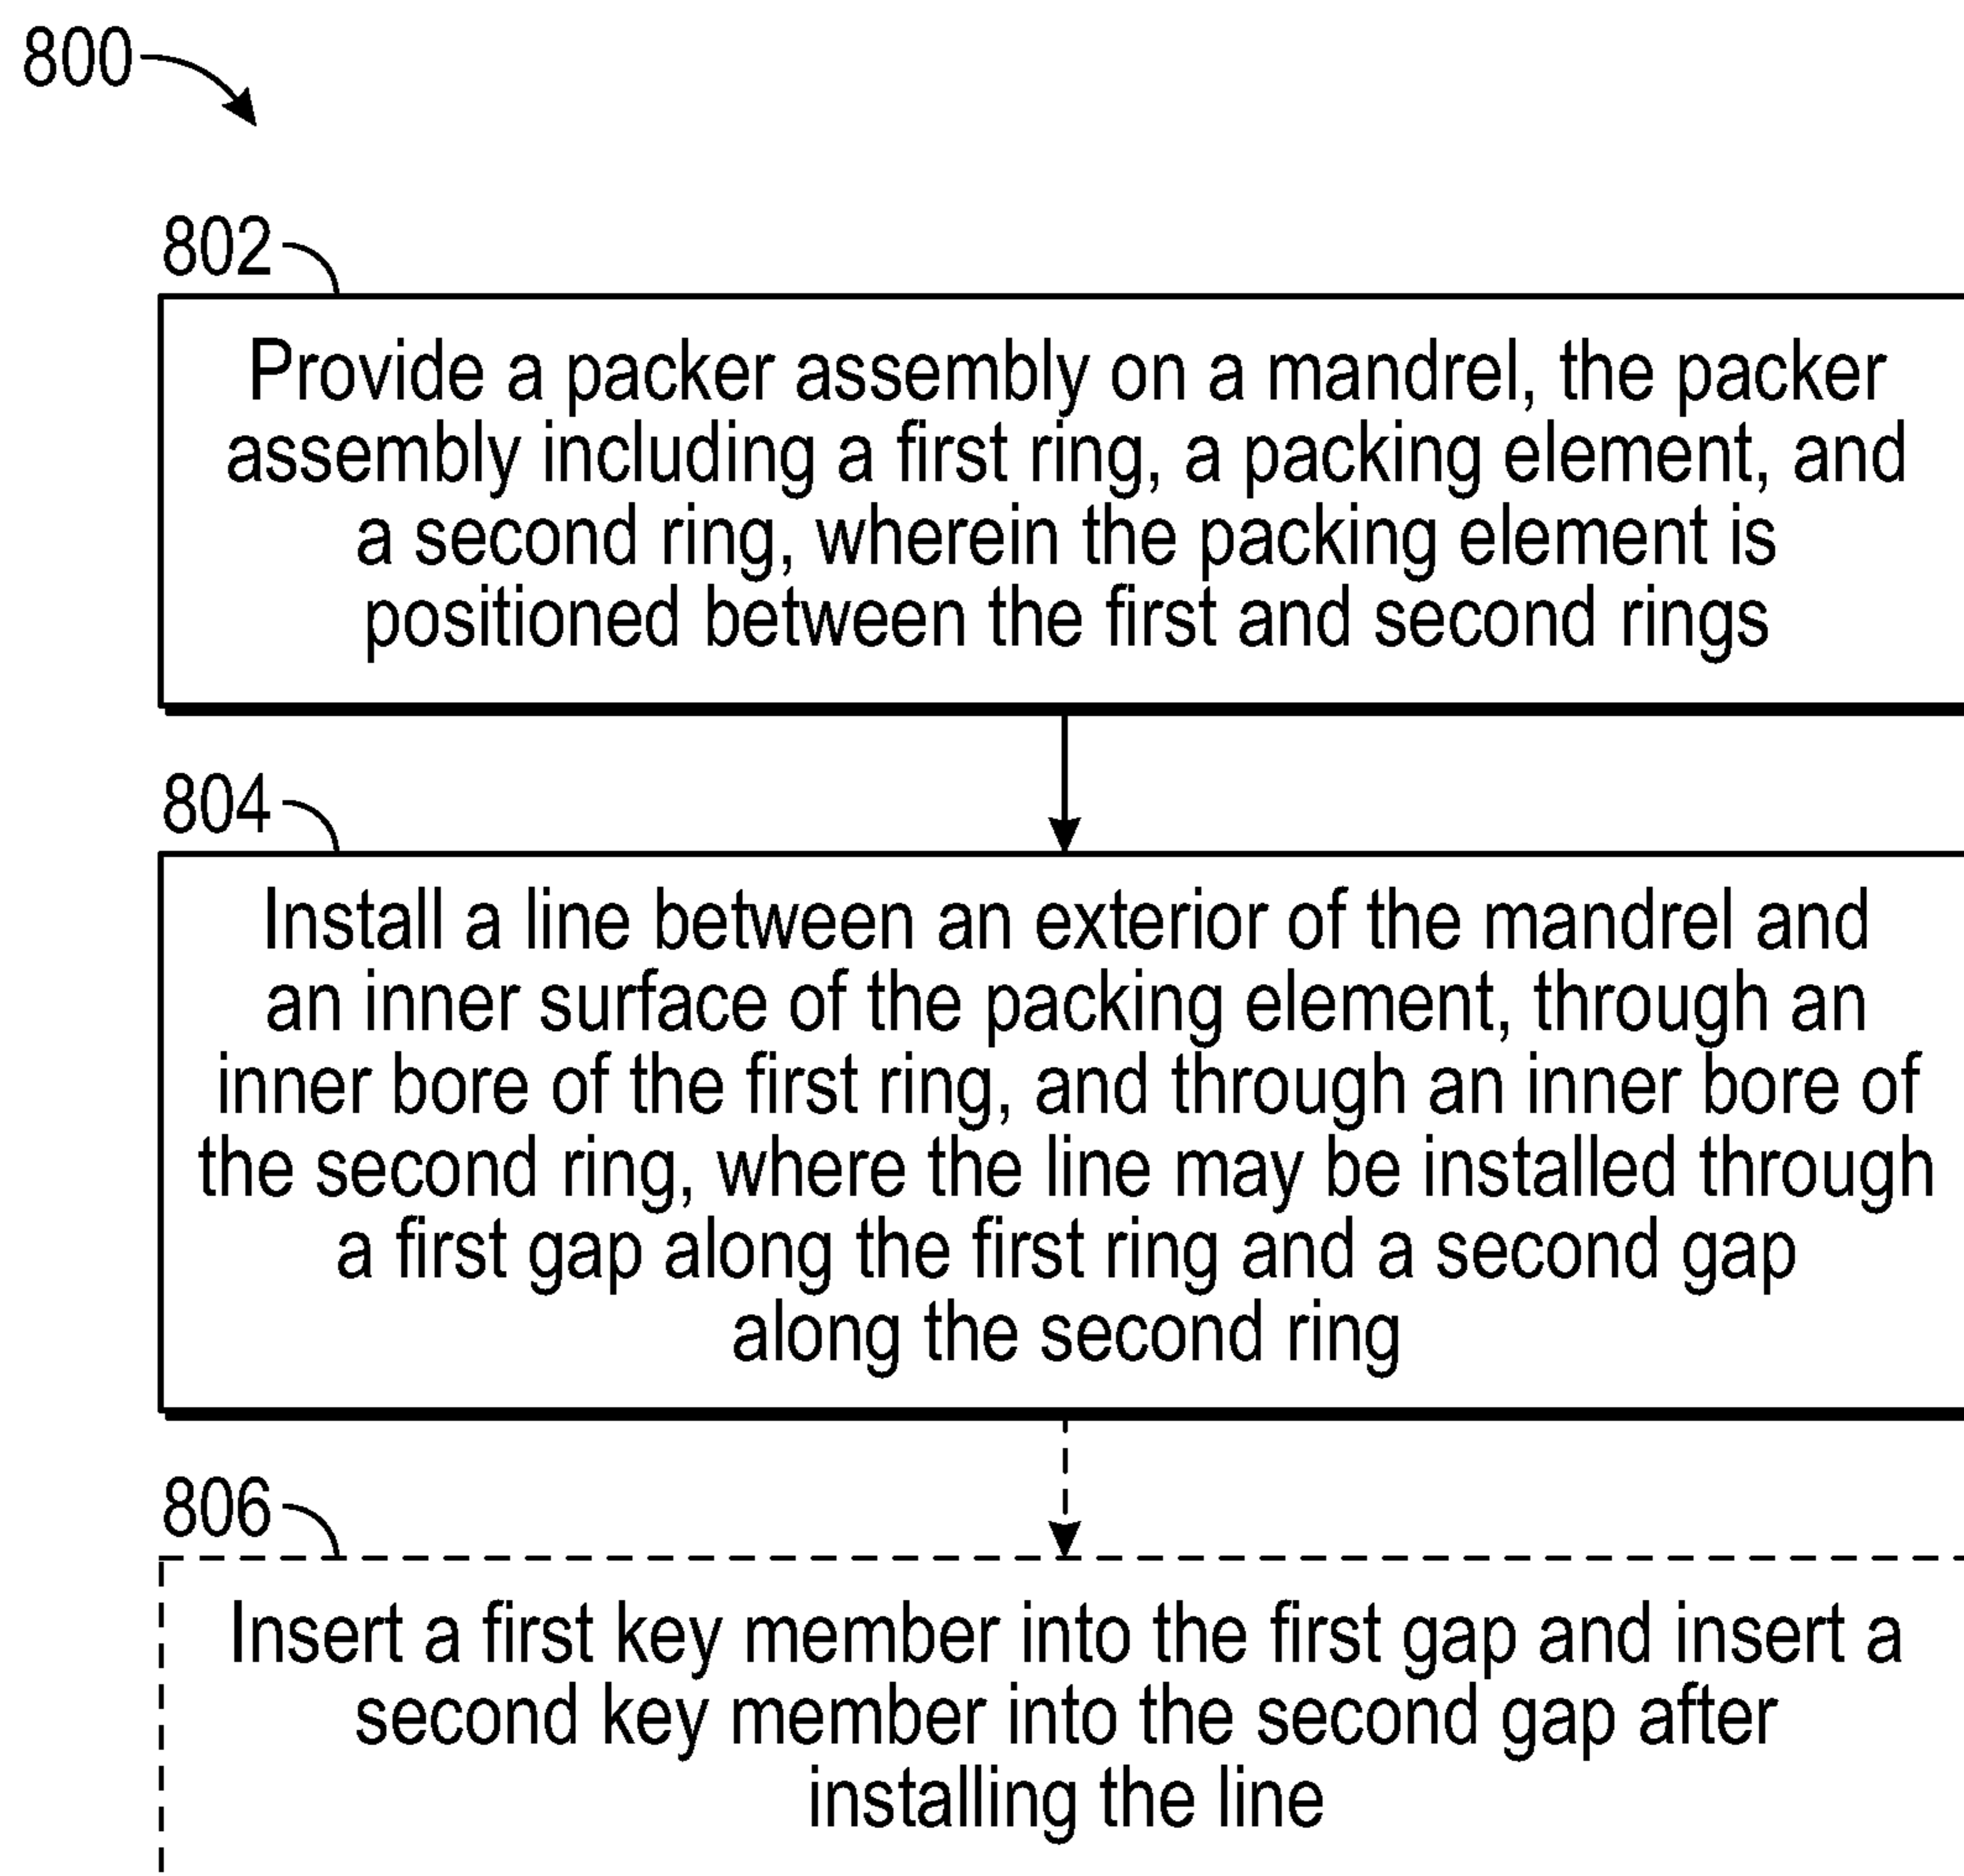 800
802
Provide a packer assembly on a mandrel, the packer
assembly including a first ring, a packing element, and
a second ring, wherein the packing element is
positioned between the first and second rings
804
Install a line between an exterior of the mandrel and
an inner surface of the packing element, through an
inner bore of the first ring, and through an inner bore of
the second ring, where the line may be installed through
a first gap along the first ring and a second gap
along the second ring
806
Insert a first key member into the first gap and insert a
second key member into the second gap after
installing the line